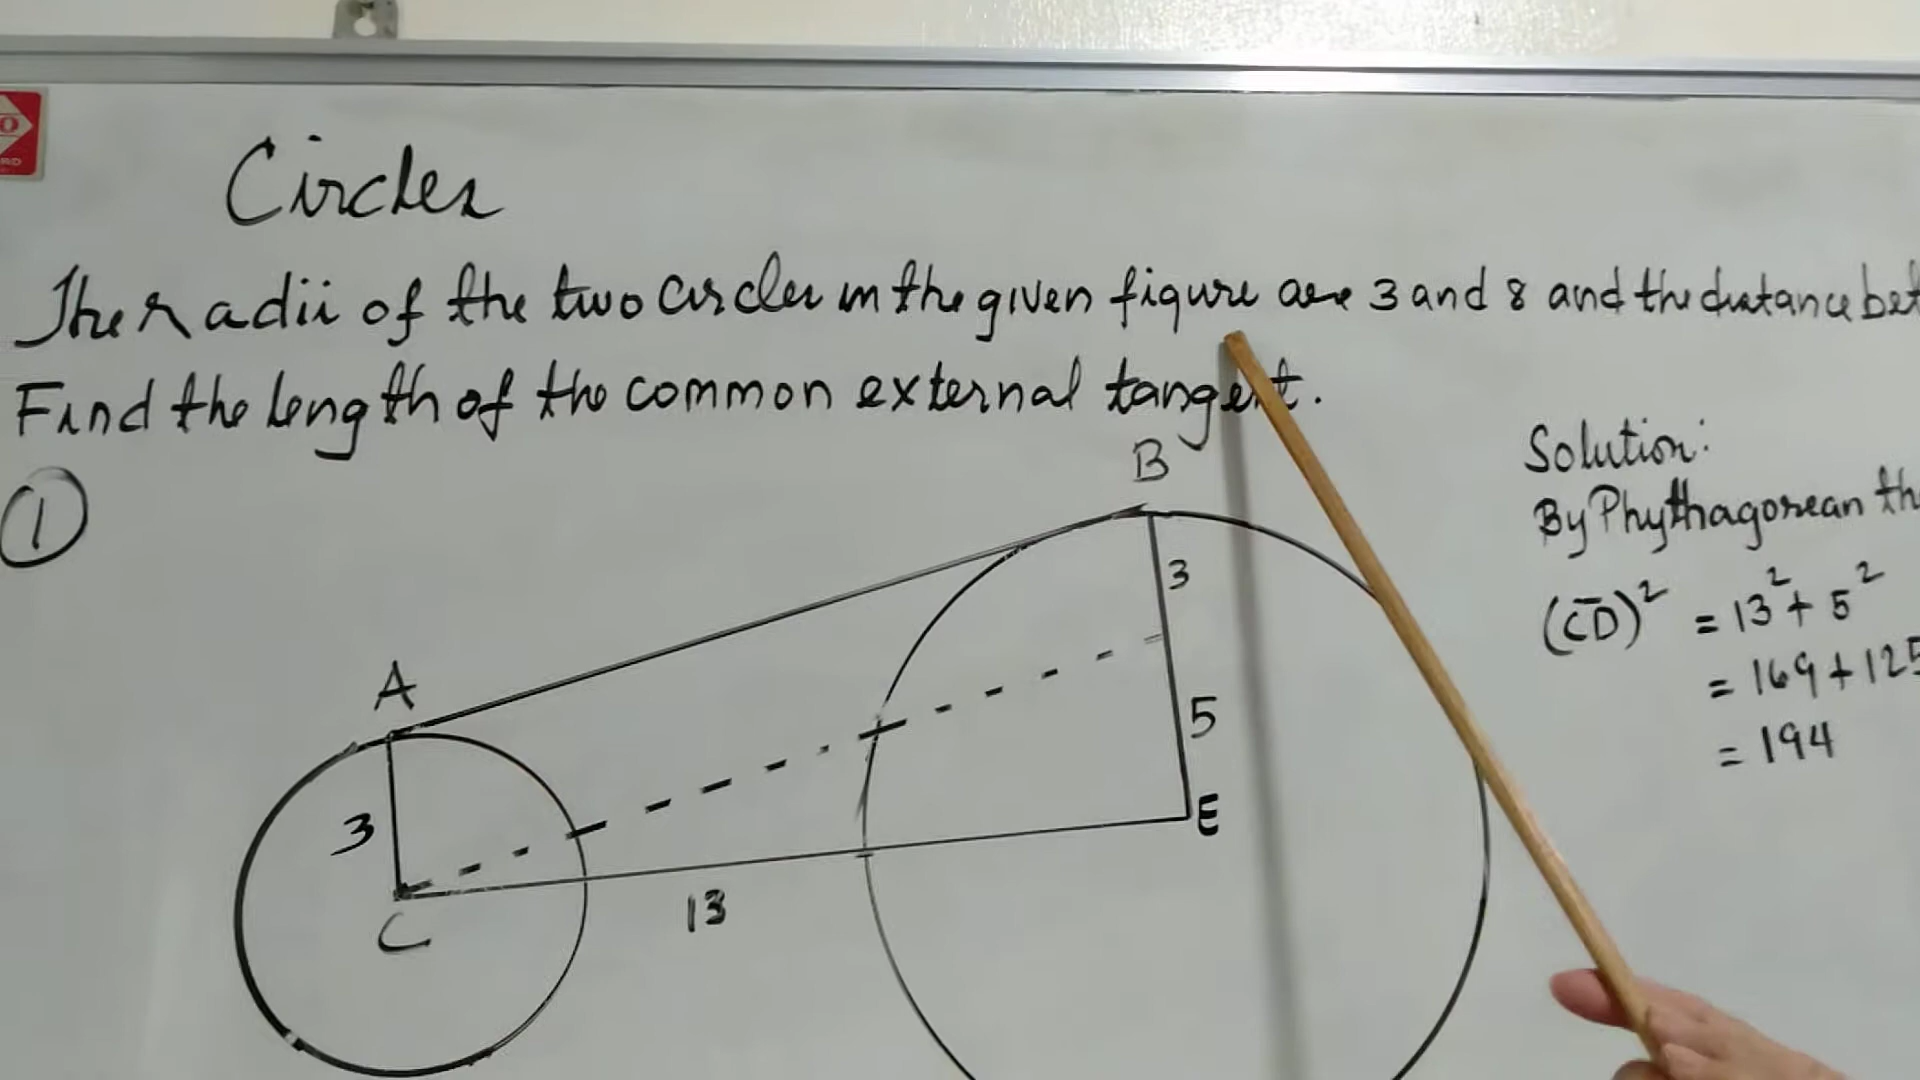 Circles
The radii of the two circles in the given figure are 3 and 8 and the distance bet
Find the length of the common external tangent.
1
Solution:
By Phythagorean th
(CD)² = 13² + 5²
= 169 + 125
= 194
B
3
A
5
3
E
13
C